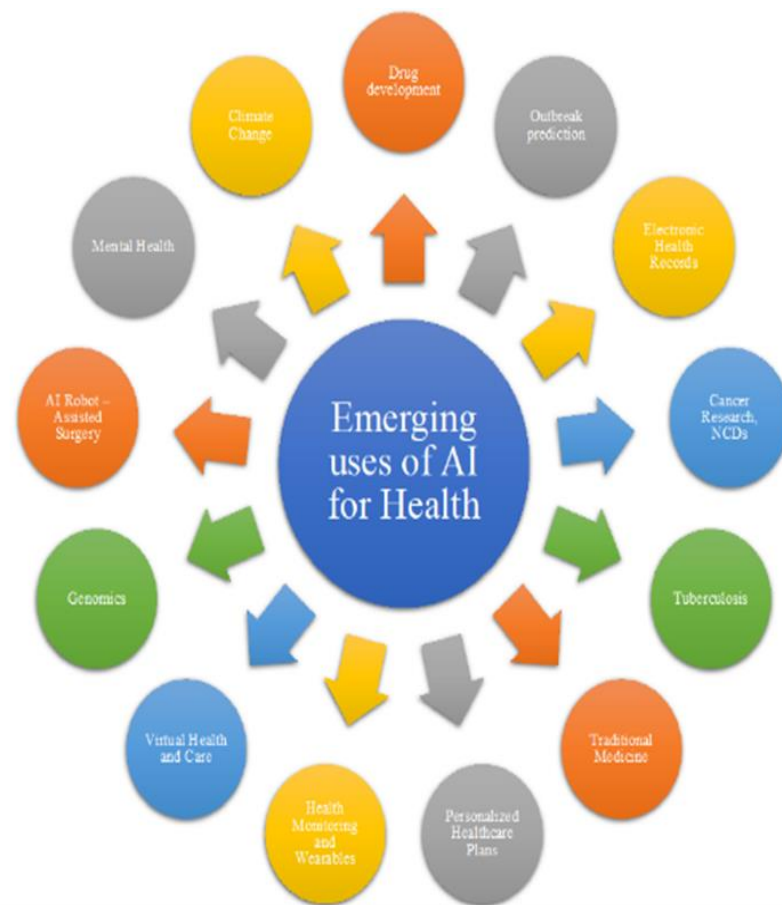 Emerging
uses of AI
for Health
Drug
development
Outbreak
prediction
Electronic
Health
Records
Cancer
Research,
NCDs
Tuberculosis
Traditional
Medicine
Personalized
Healthcare
Plans
Health
Monitoring
and
Wearables
Virtual Health
and Care
Genomics
AI Robot –
Assisted
Surgery
Mental Health
Climate
Change